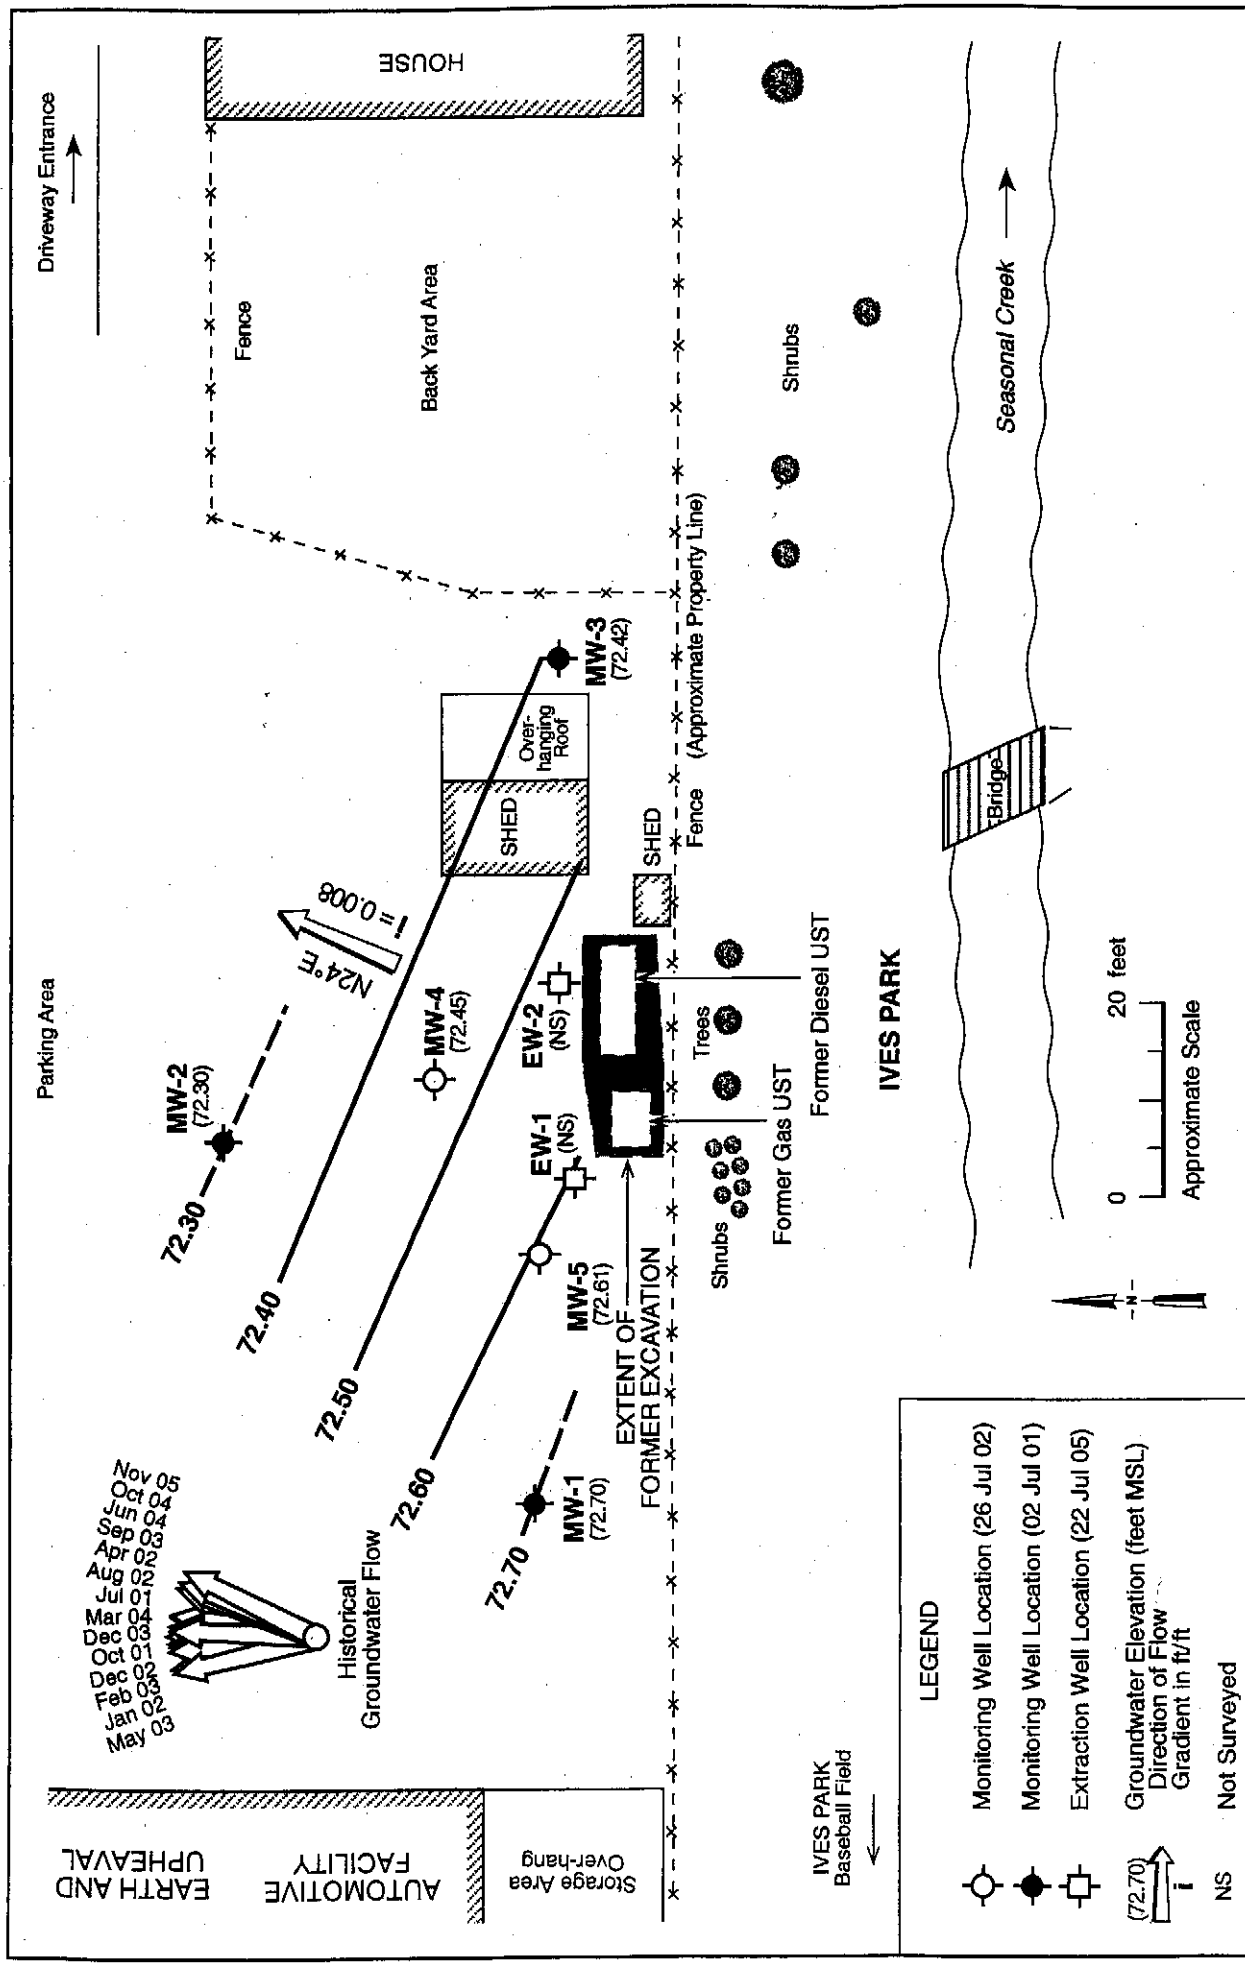 Driveway Entrance
HOUSE
Fence
Back Yard Area
Parking Area
MW-2
(72.30)
72.30
N24°E
i = 0.008
72.40
MW-4
(72.45)
SHED
Over-
hanging
Roof
MW-3
(72.42)
72.50
EW-2
(NS)
EW-1
(NS)
72.60
MW-5
(72.61)
72.70
MW-1
(72.70)
SHED
Fence (Approximate Property Line)
EXTENT OF
FORMER EXCAVATION
Nov 05
Oct 04
Jun 04
Sep 03
Apr 02
Aug 02
Jul 01
Mar 04
Dec 03
Oct 01
Dec 02
Feb 03
Jan 02
May 03
Historical
Groundwater Flow
EARTH AND
UPHEAVAL
AUTOMOTIVE
FACILITY
Storage Area
Over-hang
Trees
Shrubs
Shrubs
Former Gas UST
Former Diesel UST
IVES PARK
IVES PARK
Baseball Field
Seasonal Creek
Bridge
0
20 feet
Approximate Scale
N
LEGEND
Monitoring Well Location (26 Jul 02)
Monitoring Well Location (02 Jul 01)
Extraction Well Location (22 Jul 05)
(72.70) Groundwater Elevation (feet MSL)
Direction of Flow
i Gradient in ft/ft
NS Not Surveyed